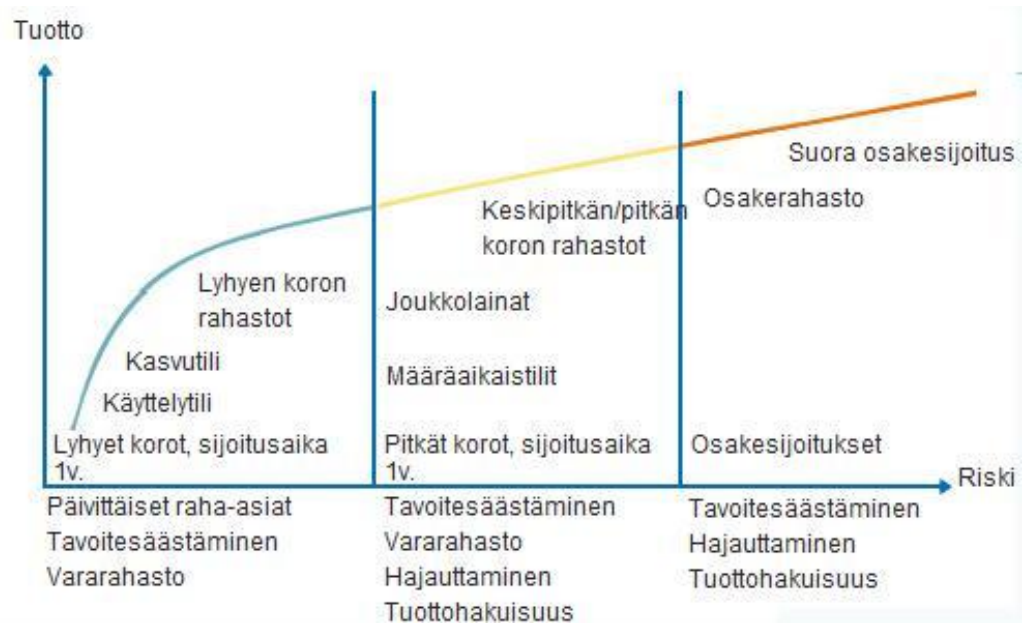 Tuotto
Suora osakesijoitus
Osakerahasto
Keskipitkän/pitkän
koron rahastot
Lyhyen koron
rahastot
Joukkolainat
Kasvutili
Määräaikaistilit
Käyttelytili
Lyhyet korot, sijoitusaika
1v.
Pitkät korot, sijoitusaika
1v.
Osakesijoitukset
Riski
Päivittäiset raha-asiat
Tavoitesäästäminen
Vararahasto
Tavoitesäästäminen
Vararahasto
Hajauttaminen
Tuottohakuisuus
Tavoitesäästäminen
Hajauttaminen
Tuottohakuisuus